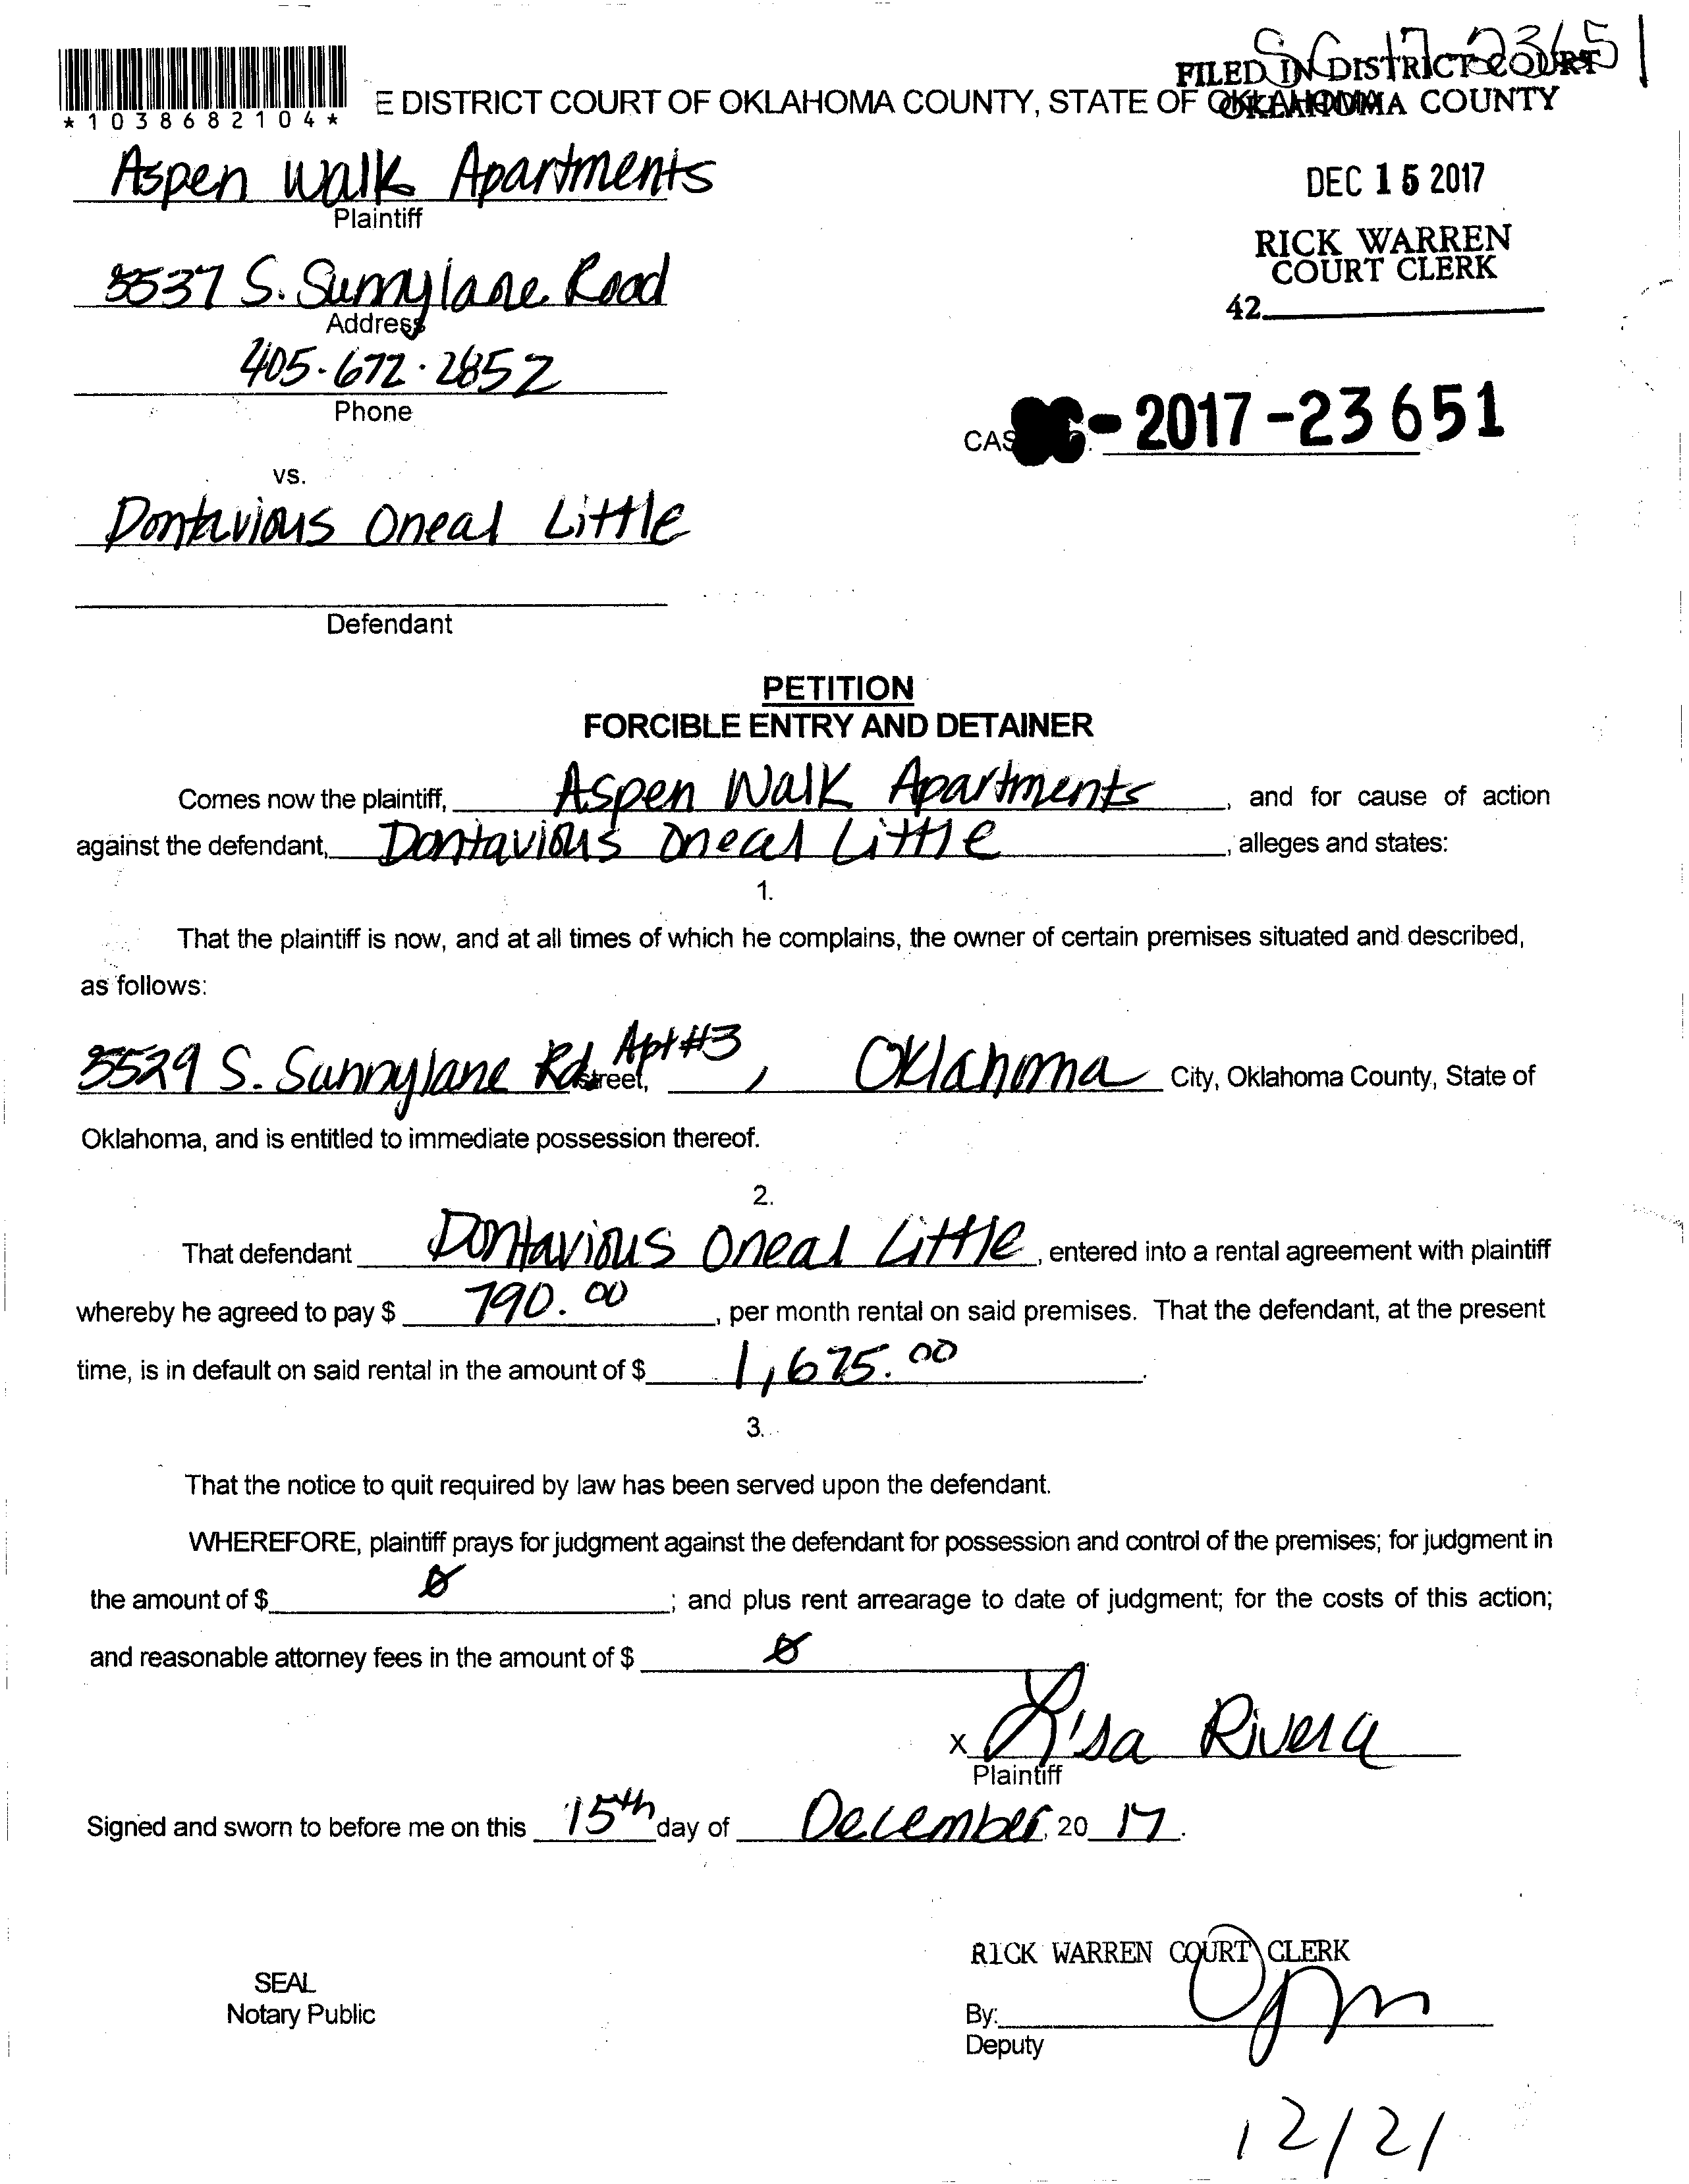 SC-17-23651
FILED IN DISTRICT COURT
*1038682104*
E DISTRICT COURT OF OKLAHOMA COUNTY, STATE OF OKLAHOMA
OKLAHOMA COUNTY
Aspen Walk Apartments
Plaintiff
DEC 15 2017
RICK WARREN
COURT CLERK
42
5537 S. Sunnylane Road
Address
405-672-2852
Phone
CAS - 2017-23651
vs.
Dontavious Oneal Little
Defendant
PETITION
FORCIBLE ENTRY AND DETAINER
Comes now the plaintiff, Aspen Walk Apartments, and for cause of action
against the defendant, Dontavious Oneal Little, alleges and states:
1.
That the plaintiff is now, and at all times of which he complains, the owner of certain premises situated and described,
as follows:
5529 S. Sunnylane Rd Street, Apt #3, Oklahoma City, Oklahoma County, State of
Oklahoma, and is entitled to immediate possession thereof.
2.
That defendant Dontavious Oneal Little, entered into a rental agreement with plaintiff
whereby he agreed to pay $ 790.00, per month rental on said premises. That the defendant, at the present
time, is in default on said rental in the amount of $ 1,675.00.
3.
That the notice to quit required by law has been served upon the defendant.
WHEREFORE, plaintiff prays for judgment against the defendant for possession and control of the premises; for judgment in
the amount of $ 0; and plus rent arrearage to date of judgment; for the costs of this action;
and reasonable attorney fees in the amount of $ 0
x Lisa Rivera
Plaintiff
Signed and sworn to before me on this 15th day of December, 20 17.
RICK WARREN COURT CLERK
SEAL
Notary Public
By:
Deputy
12/21